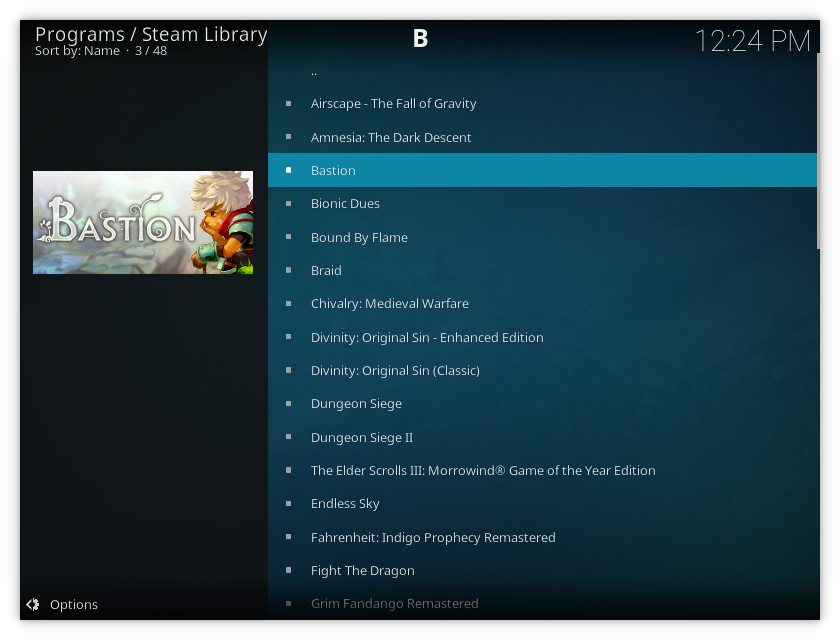 Programs / Steam Library
Sort by: Name · 3 / 48
B
12:24 PM
BASTION
..
Airscape - The Fall of Gravity
Amnesia: The Dark Descent
Bastion
Bionic Dues
Bound By Flame
Braid
Chivalry: Medieval Warfare
Divinity: Original Sin - Enhanced Edition
Divinity: Original Sin (Classic)
Dungeon Siege
Dungeon Siege II
The Elder Scrolls III: Morrowind® Game of the Year Edition
Endless Sky
Fahrenheit: Indigo Prophecy Remastered
Fight The Dragon
Grim Fandango Remastered
Options